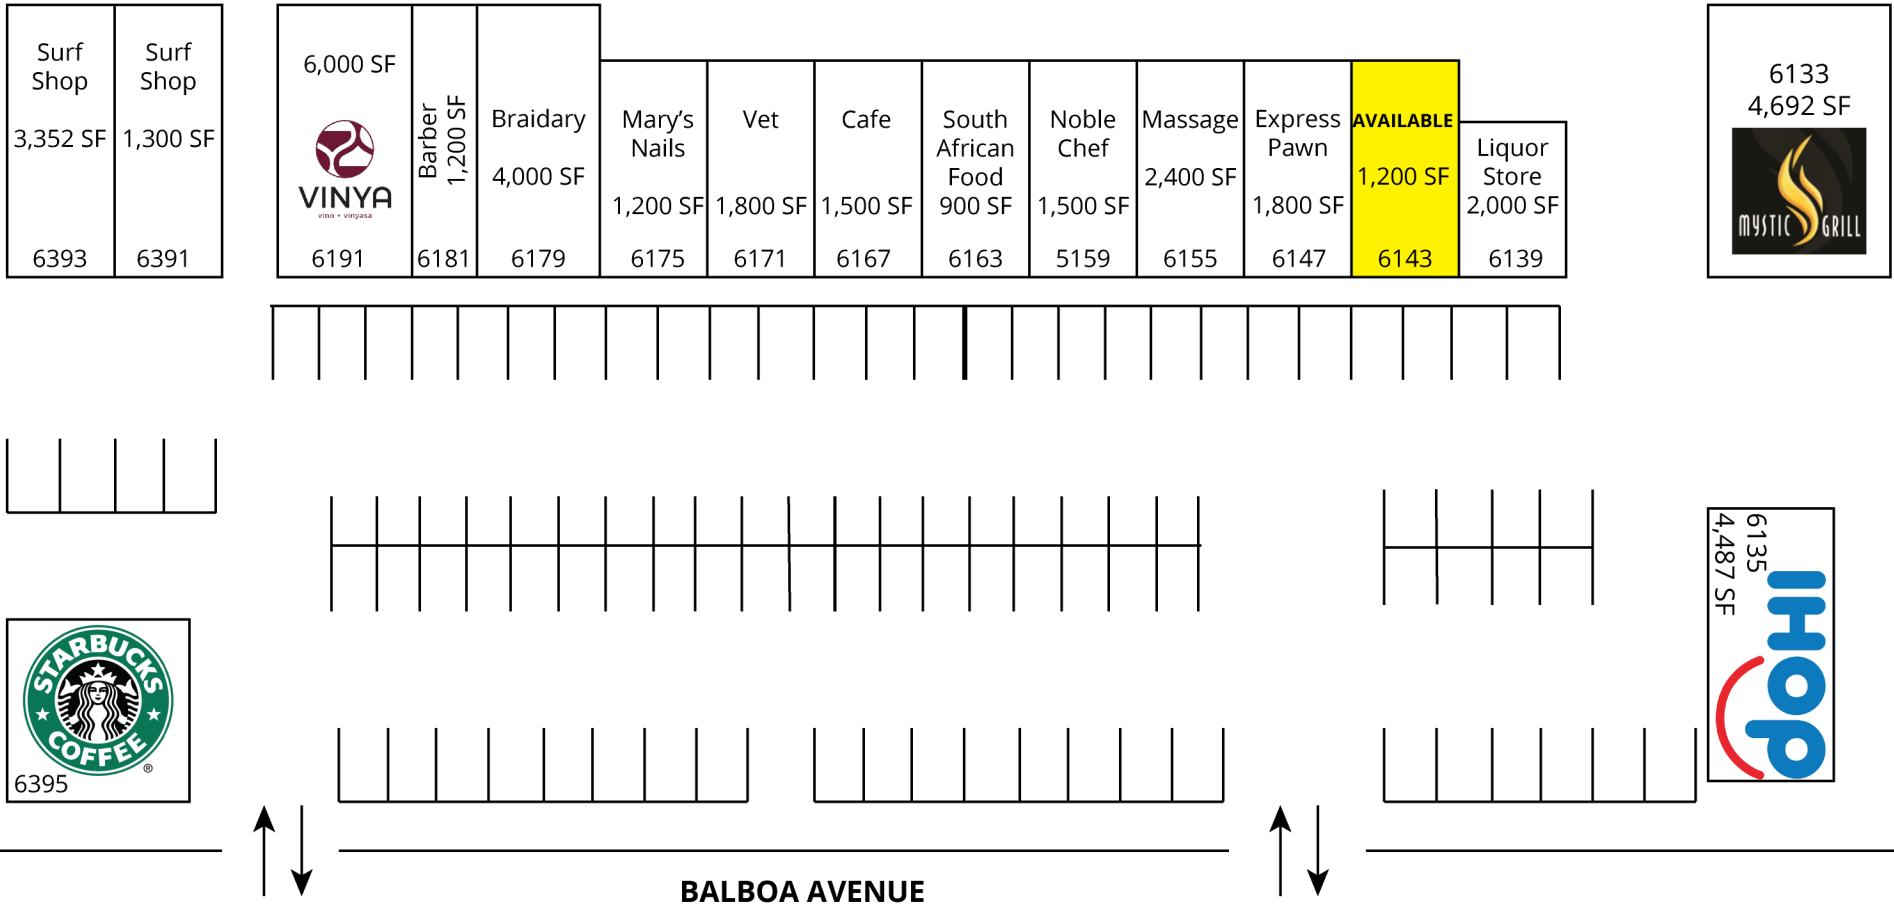 Surf
Shop
3,352 SF
6393
Surf
Shop
1,300 SF
6391
6,000 SF
VINYA
vino + vinyasa
6191
Barber
1,200 SF
6181
Braidary
4,000 SF
6179
Mary's
Nails
1,200 SF
6175
Vet
1,800 SF
6171
Cafe
1,500 SF
6167
South
African
Food
900 SF
6163
Noble
Chef
1,500 SF
5159
Massage
2,400 SF
6155
Express
Pawn
1,800 SF
6147
AVAILABLE
1,200 SF
6143
Liquor
Store
2,000 SF
6139
6133
4,692 SF
MYSTIC GRILL
6135
4,487 SF
IHOP
STARBUCKS
COFFEE
®
6395
BALBOA AVENUE